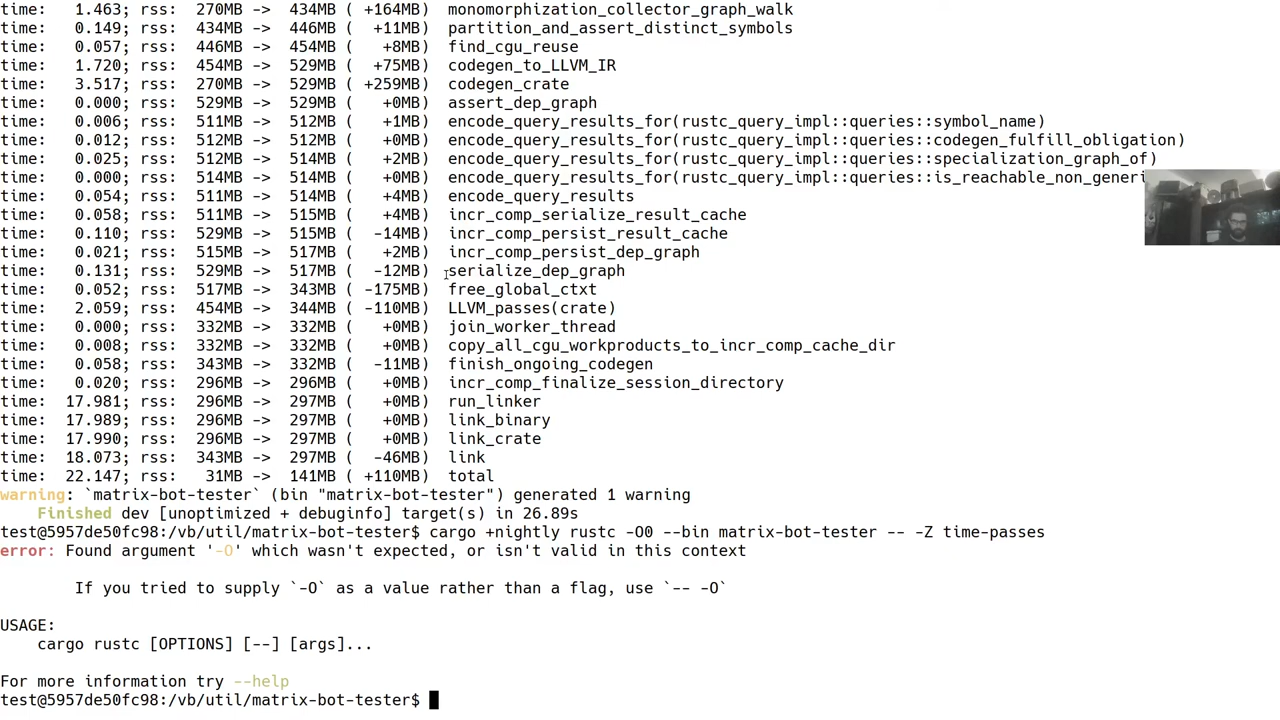 time:   1.463; rss:  270MB ->  434MB ( +164MB)  monomorphization_collector_graph_walk
time:   0.149; rss:  434MB ->  446MB (  +11MB)  partition_and_assert_distinct_symbols
time:   0.057; rss:  446MB ->  454MB (   +8MB)  find_cgu_reuse
time:   1.720; rss:  454MB ->  529MB (  +75MB)  codegen_to_LLVM_IR
time:   3.517; rss:  270MB ->  529MB ( +259MB)  codegen_crate
time:   0.000; rss:  529MB ->  529MB (   +0MB)  assert_dep_graph
time:   0.006; rss:  511MB ->  512MB (   +1MB)  encode_query_results_for(rustc_query_impl::queries::symbol_name)
time:   0.012; rss:  512MB ->  512MB (   +0MB)  encode_query_results_for(rustc_query_impl::queries::codegen_fulfill_obligation)
time:   0.025; rss:  512MB ->  514MB (   +2MB)  encode_query_results_for(rustc_query_impl::queries::specialization_graph_of)
time:   0.000; rss:  514MB ->  514MB (   +0MB)  encode_query_results_for(rustc_query_impl::queries::is_reachable_non_generi
time:   0.054; rss:  511MB ->  514MB (   +4MB)  encode_query_results
time:   0.058; rss:  511MB ->  515MB (   +4MB)  incr_comp_serialize_result_cache
time:   0.110; rss:  529MB ->  515MB (  -14MB)  incr_comp_persist_result_cache
time:   0.021; rss:  515MB ->  517MB (   +2MB)  incr_comp_persist_dep_graph
time:   0.131; rss:  529MB ->  517MB (  -12MB)  serialize_dep_graph
time:   0.052; rss:  517MB ->  343MB ( -175MB)  free_global_ctxt
time:   2.059; rss:  454MB ->  344MB ( -110MB)  LLVM_passes(crate)
time:   0.000; rss:  332MB ->  332MB (   +0MB)  join_worker_thread
time:   0.008; rss:  332MB ->  332MB (   +0MB)  copy_all_cgu_workproducts_to_incr_comp_cache_dir
time:   0.058; rss:  343MB ->  332MB (  -11MB)  finish_ongoing_codegen
time:   0.020; rss:  296MB ->  296MB (   +0MB)  incr_comp_finalize_session_directory
time:  17.981; rss:  296MB ->  297MB (   +0MB)  run_linker
time:  17.989; rss:  296MB ->  297MB (   +0MB)  link_binary
time:  17.990; rss:  296MB ->  297MB (   +0MB)  link_crate
time:  18.073; rss:  343MB ->  297MB (  -46MB)  link
time:  22.147; rss:   31MB ->  141MB ( +110MB)  total
warning: `matrix-bot-tester` (bin "matrix-bot-tester") generated 1 warning
    Finished dev [unoptimized + debuginfo] target(s) in 26.89s
test@5957de50fc98:/vb/util/matrix-bot-tester$ cargo +nightly rustc -O0 --bin matrix-bot-tester -- -Z time-passes
error: Found argument '-O' which wasn't expected, or isn't valid in this context
        If you tried to supply `-O` as a value rather than a flag, use `-- -O`
USAGE:
    cargo rustc [OPTIONS] [--] [args]...
For more information try --help
test@5957de50fc98:/vb/util/matrix-bot-tester$